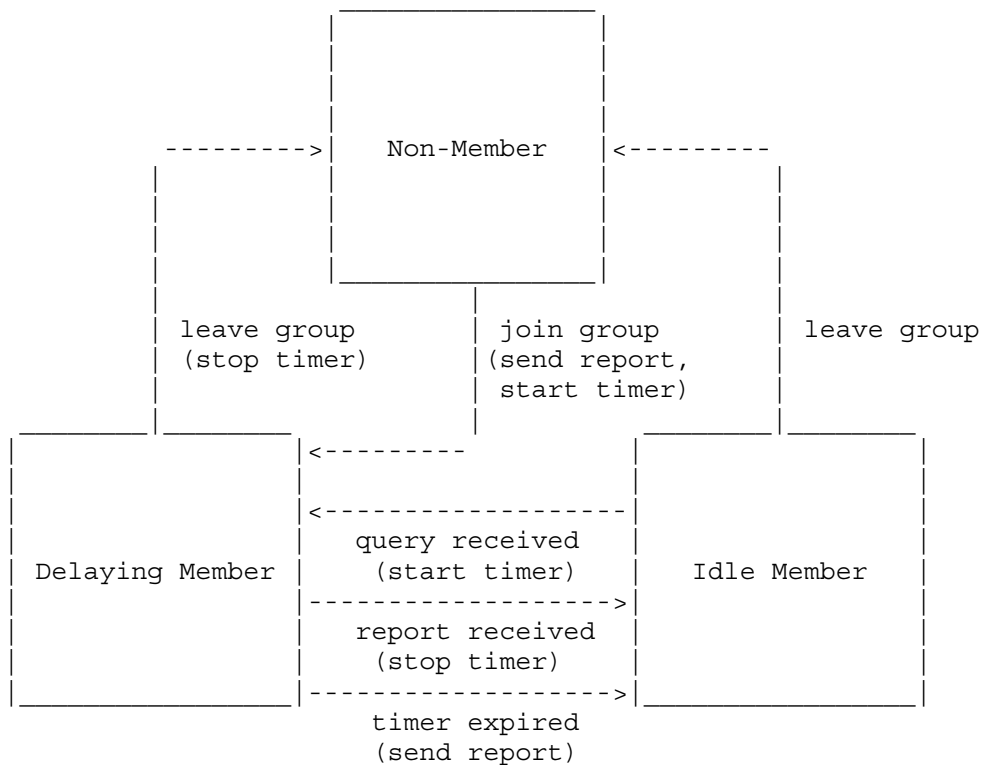 Non-Member
leave group
(stop timer)
join group
(send report,
start timer)
leave group
query received
(start timer)
Delaying Member
Idle Member
report received
(stop timer)
timer expired
(send report)